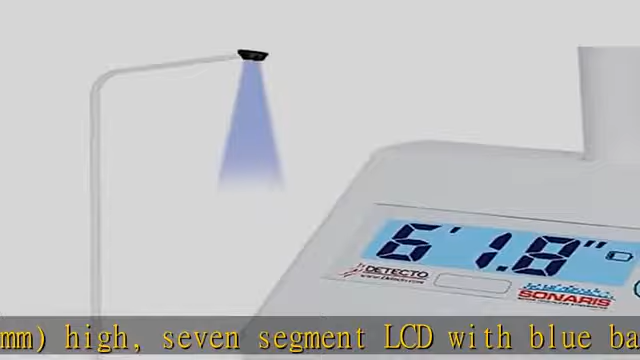 6' 1.8"
DETECTO
SONARIS
mm) high, seven segment LCD with blue ba